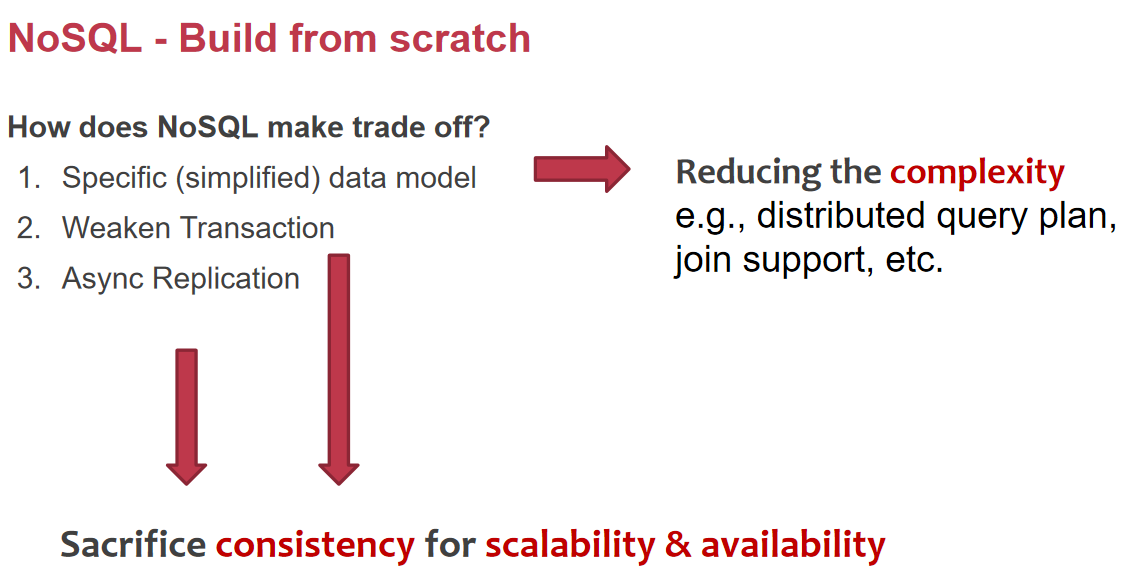 NoSQL - Build from scratch
How does NoSQL make trade off?
1. Specific (simplified) data model
2. Weaken Transaction
3. Async Replication
Reducing the complexity
e.g., distributed query plan,
join support, etc.
Sacrifice consistency for scalability & availability